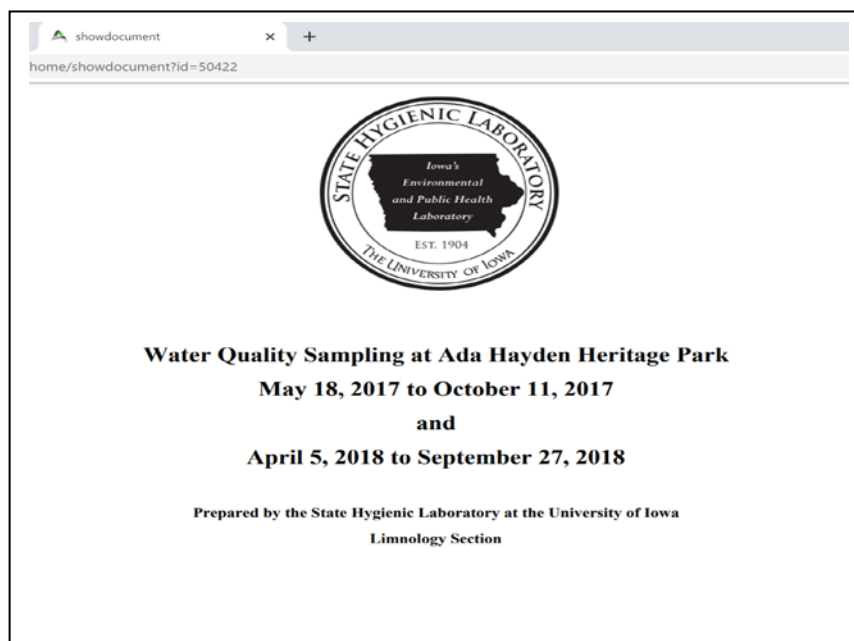 showdocument × +
home/showdocument?id=50422
STATE HYGIENIC LABORATORY
Iowa's
Environmental
and Public Health
Laboratory
EST. 1904
THE UNIVERSITY OF IOWA
Water Quality Sampling at Ada Hayden Heritage Park
May 18, 2017 to October 11, 2017
and
April 5, 2018 to September 27, 2018
Prepared by the State Hygienic Laboratory at the University of Iowa
Limnology Section